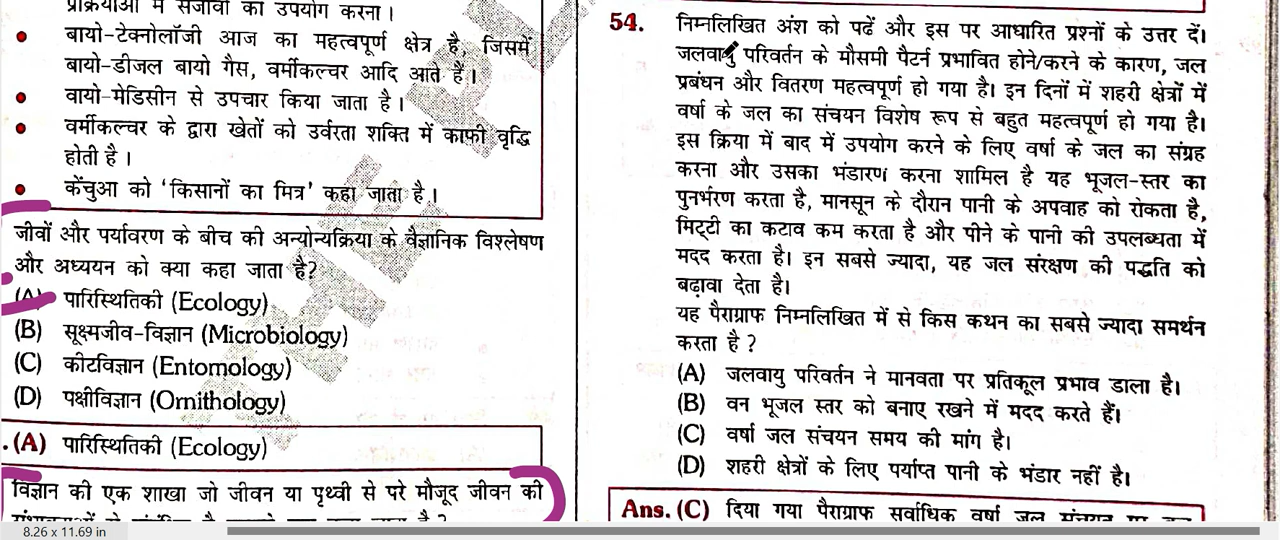 प्रक्रियाओं में सजीवों का उपयोग करना।
• बायो-टेक्नोलॉजी आज का महत्वपूर्ण क्षेत्र है, जिसमें
बायो-डीजल बायो गैस, वर्मीकल्चर आदि आते हैं।
• वायो-मेडिसीन से उपचार किया जाता है।
• वर्मीकल्चर के द्वारा खेतों को उर्वरता शक्ति में काफी वृद्धि
होती है।
• केंचुआ को 'किसानों का मित्र' कहा जाता है।
जीवों और पर्यावरण के बीच की अन्योन्यक्रिया के वैज्ञानिक विश्लेषण
और अध्ययन को क्या कहा जाता है?
(A) पारिस्थितिकी (Ecology)
(B) सूक्ष्मजीव-विज्ञान (Microbiology)
(C) कीटविज्ञान (Entomology)
(D) पक्षीविज्ञान (Ornithology)
. (A) पारिस्थितिकी (Ecology)
विज्ञान की एक शाखा जो जीवन या पृथ्वी से परे मौजूद जीवन की
54. निम्नलिखित अंश को पढें और इस पर आधारित प्रश्नों के उत्तर दें।
जलवायु परिवर्तन के मौसमी पैटर्न प्रभावित होने/करने के कारण, जल
प्रबंधन और वितरण महत्वपूर्ण हो गया है। इन दिनों में शहरी क्षेत्रों में
वर्षा के जल का संचयन विशेष रूप से बहुत महत्वपूर्ण हो गया है।
इस क्रिया में बाद में उपयोग करने के लिए वर्षा के जल का संग्रह
करना और उसका भंडारण करना शामिल है यह भूजल-स्तर का
पुनर्भरण करता है, मानसून के दौरान पानी के अपवाह को रोकता है,
मिट्टी का कटाव कम करता है और पीने के पानी की उपलब्धता में
मदद करता है। इन सबसे ज्यादा, यह जल संरक्षण की पद्धति को
बढ़ावा देता है।
यह पैराग्राफ निम्नलिखित में से किस कथन का सबसे ज्यादा समर्थन
करता है ?
(A) जलवायु परिवर्तन ने मानवता पर प्रतिकूल प्रभाव डाला है।
(B) वन भूजल स्तर को बनाए रखने में मदद करते हैं।
(C) वर्षा जल संचयन समय की मांग है।
(D) शहरी क्षेत्रों के लिए पर्याप्त पानी के भंडार नहीं है।
Ans. (C) दिया गया पैराग्राफ सर्वाधिक वर्षा जल संचयन पर
8.26 x 11.69 in